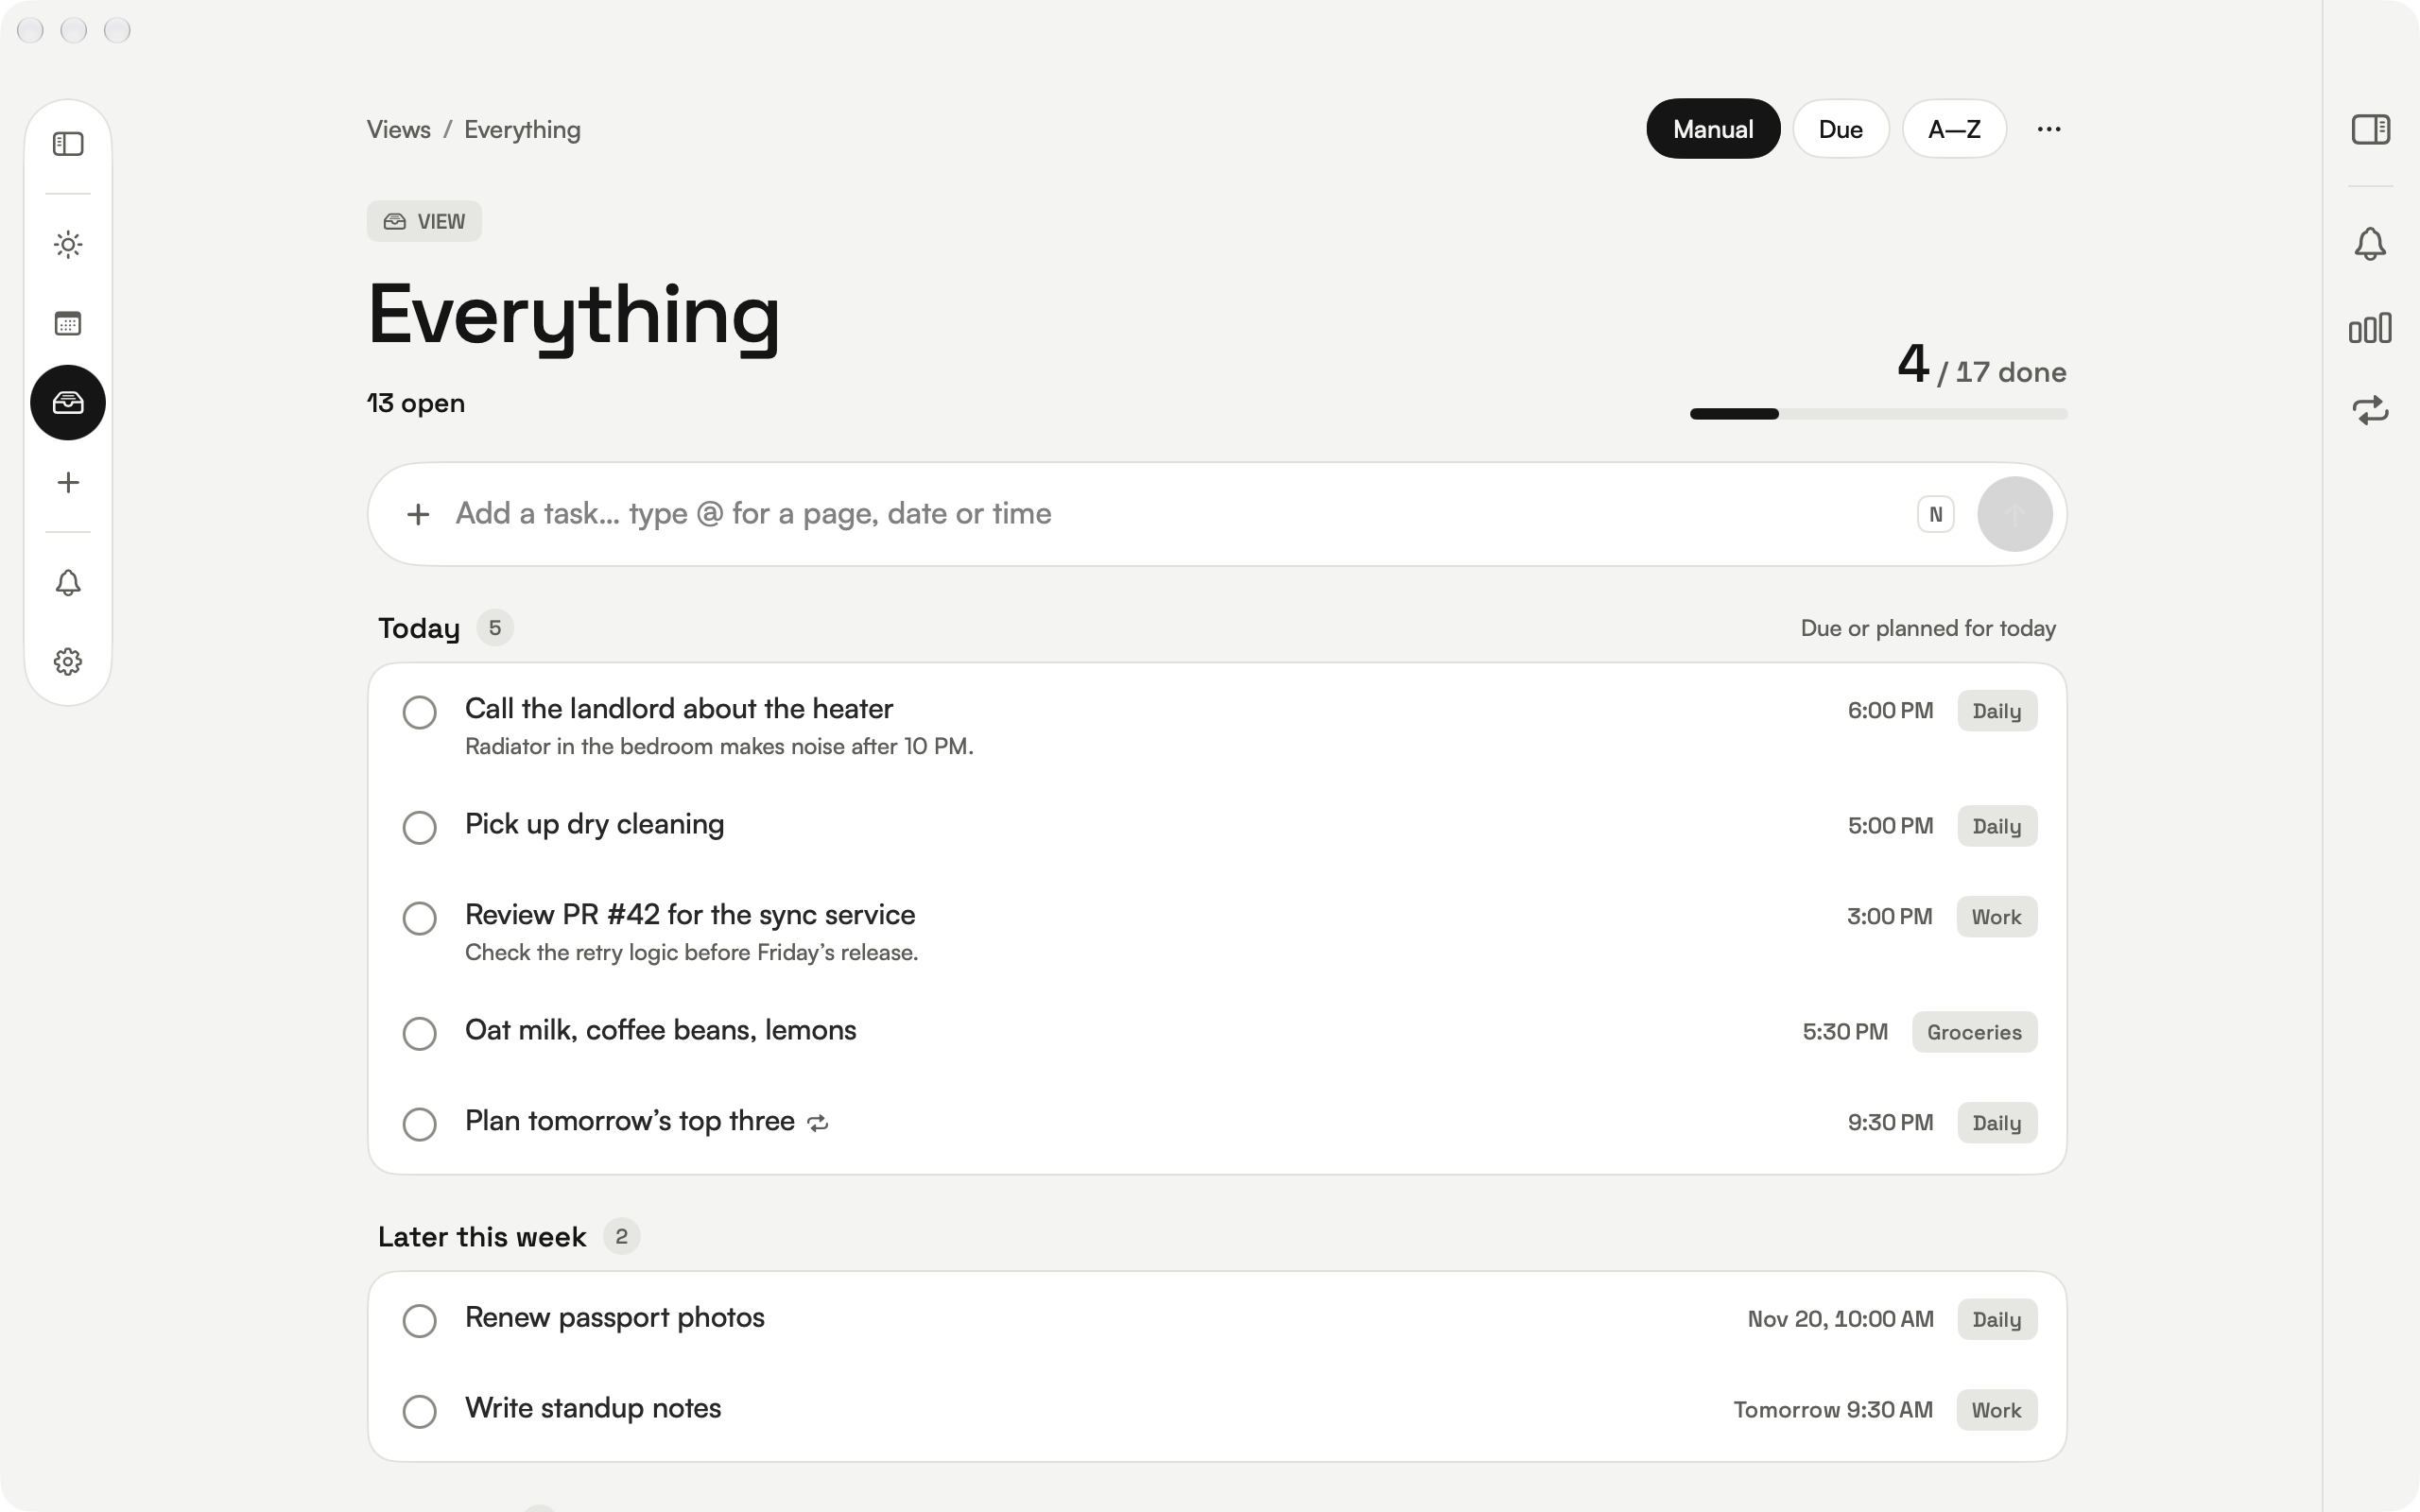 Views / Everything
Manual
Due
A—Z
VIEW
Everything
4 / 17 done
13 open
Add a task... type @ for a page, date or time
N
Today 5
Due or planned for today
Call the landlord about the heater
6:00 PM Daily
Radiator in the bedroom makes noise after 10 PM.
Pick up dry cleaning
5:00 PM Daily
Review PR #42 for the sync service
3:00 PM Work
Check the retry logic before Friday’s release.
Oat milk, coffee beans, lemons
5:30 PM Groceries
Plan tomorrow’s top three
9:30 PM Daily
Later this week 2
Renew passport photos
Nov 20, 10:00 AM Daily
Write standup notes
Tomorrow 9:30 AM Work